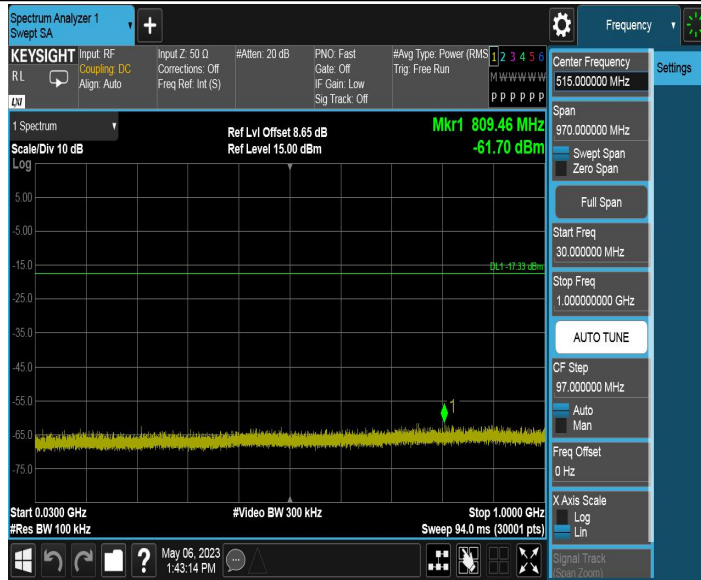 Spectrum Analyzer 1
Swept SA
Frequency
KEYSIGHT
RL
LXI
Input: RF
Coupling: DC
Align: Auto
Input Z: 50 Ω
Corrections: Off
Freq Ref: Int (S)
#Atten: 20 dB
PNO: Fast
Gate: Off
IF Gain: Low
Sig Track: Off
#Avg Type: Power (RMS
Trig: Free Run
1 2 3 4 5 6
M W W W W W
P P P P P P
1 Spectrum
Scale/Div 10 dB
Log
Ref Lvl Offset 8.65 dB
Ref Level 15.00 dBm
Mkr1 809.46 MHz
-61.70 dBm
5.00
-5.00
-15.0
DL1 -17.33 dBm
-25.0
-35.0
-45.0
-55.0
1
-65.0
-75.0
Start 0.0300 GHz
#Res BW 100 kHz
#Video BW 300 kHz
Stop 1.0000 GHz
Sweep 94.0 ms (30001 pts)
?
May 06, 2023
1:43:14 PM
Center Frequency
515.000000 MHz
Settings
Span
970.000000 MHz
Swept Span
Zero Span
Full Span
Start Freq
30.000000 MHz
Stop Freq
1.000000000 GHz
AUTO TUNE
CF Step
97.000000 MHz
Auto
Man
Freq Offset
0 Hz
X Axis Scale
Log
Lin
Signal Track
(Span Zoom)